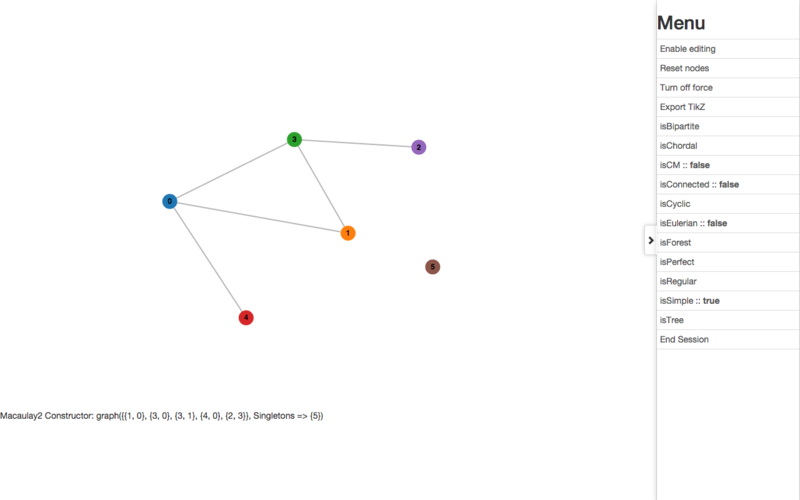 Menu
Enable editing
Reset nodes
Turn off force
Export TikZ
isBipartite
isChordal
isCM :: false
isConnected :: false
isCyclic
isEulerian :: false
isForest
isPerfect
isRegular
isSimple :: true
isTree
End Session
3
2
0
1
5
4
Macaulay2 Constructor: graph({{1, 0}, {3, 0}, {3, 1}, {4, 0}, {2, 3}}, Singletons => {5})